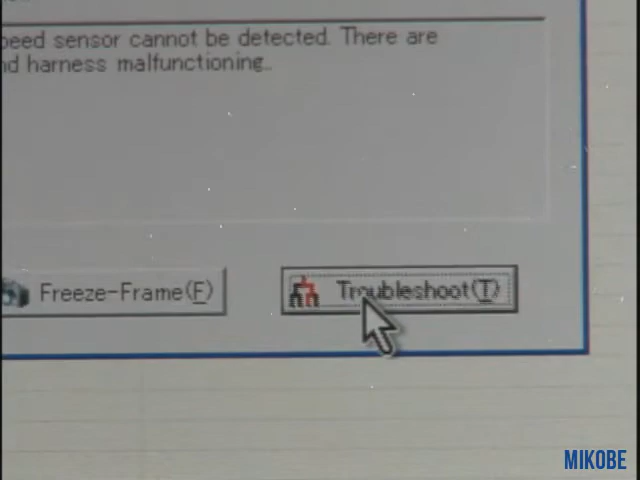 peed sensor cannot be detected. There are
nd harness malfunctioning..
Freeze-Frame(F)
Troubleshoot(T)
MIKOBE